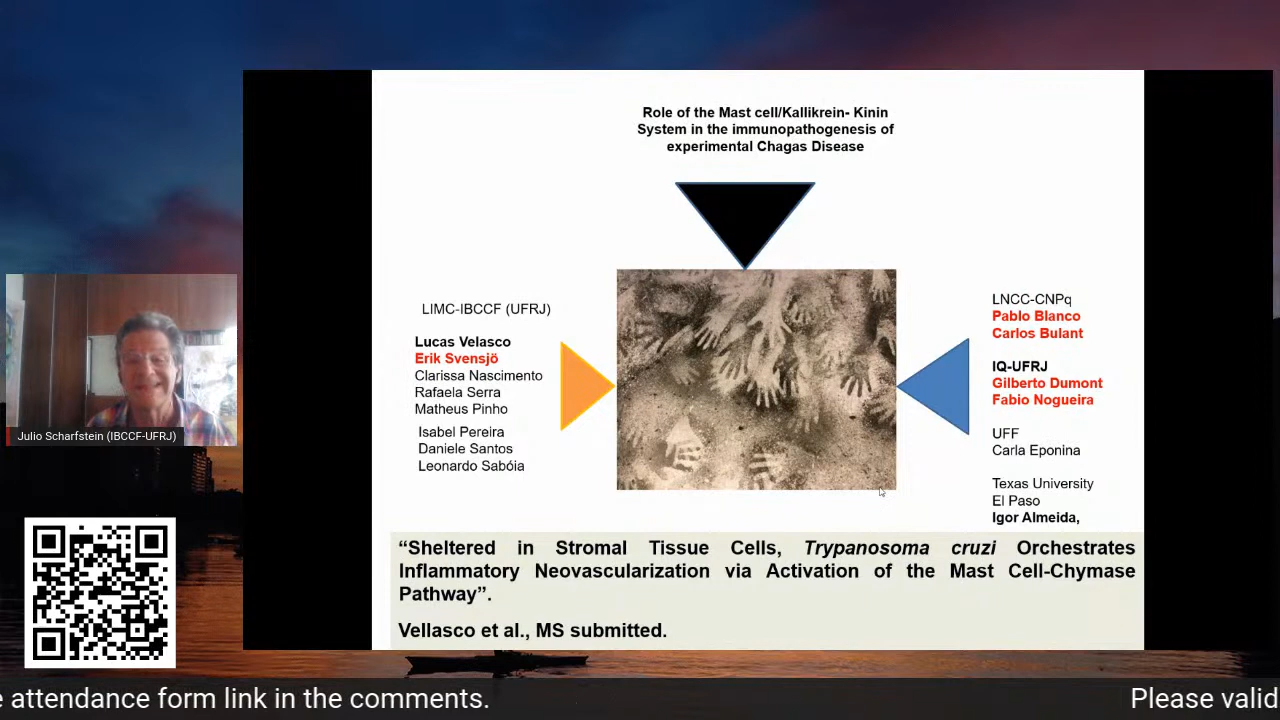 Role of the Mast cell/Kallikrein- Kinin
System in the immunopathogenesis of
experimental Chagas Disease
LIMC-IBCCF (UFRJ)
Lucas Velasco
Erik Svensjö
Clarissa Nascimento
Rafaela Serra
Matheus Pinho
Isabel Pereira
Daniele Santos
Leonardo Sabóia
LNCC-CNPq
Pablo Blanco
Carlos Bulant
IQ-UFRJ
Gilberto Dumont
Fabio Nogueira
UFF
Carla Eponina
Texas University
El Paso
Igor Almeida,
Julio Scharfstein (IBCCF-UFRJ)
“Sheltered in Stromal Tissue Cells, Trypanosoma cruzi Orchestrates
Inflammatory Neovascularization via Activation of the Mast Cell-Chymase
Pathway”.
Vellasco et al., MS submitted.
e attendance form link in the comments.
Please valid